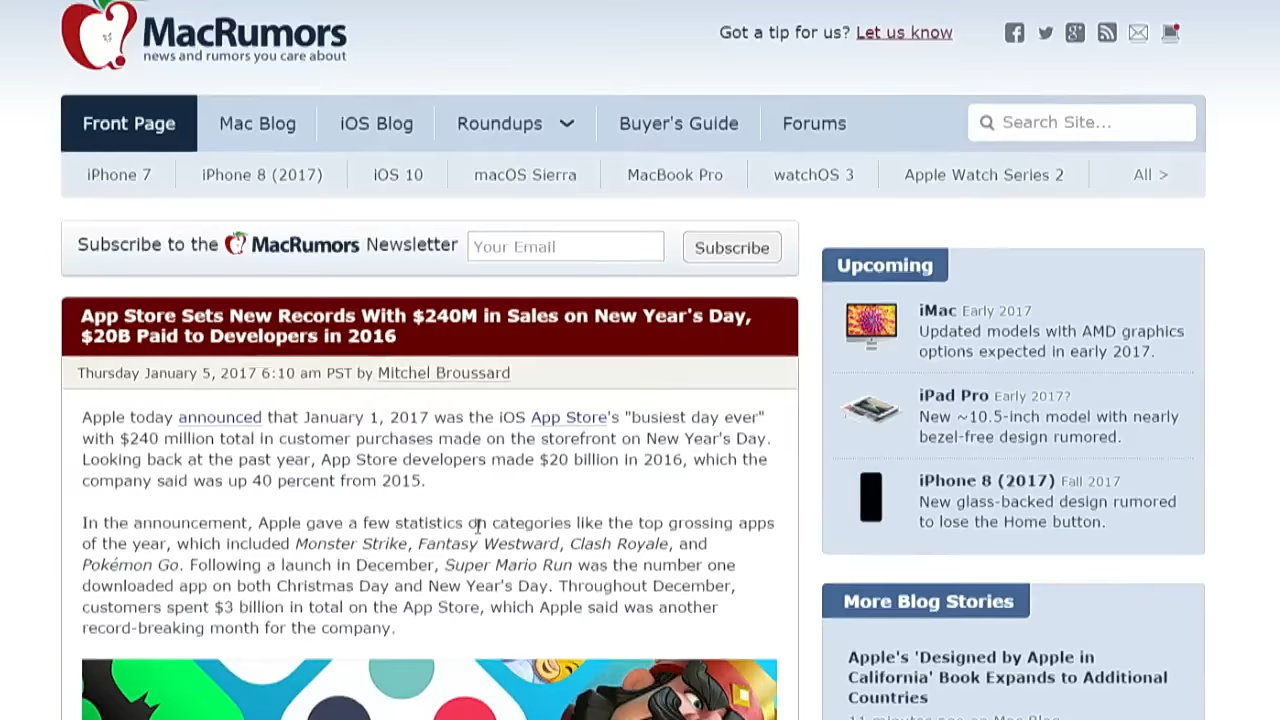 MacRumors
news and rumors you care about
Got a tip for us? Let us know
Front Page Mac Blog iOS Blog Roundups Buyer's Guide Forums Search Site...
iPhone 7 iPhone 8 (2017) iOS 10 macOS Sierra MacBook Pro watchOS 3 Apple Watch Series 2 All >
Subscribe to the MacRumors Newsletter Your Email Subscribe
App Store Sets New Records With $240M in Sales on New Year's Day,
$20B Paid to Developers in 2016
Thursday January 5, 2017 6:10 am PST by Mitchel Broussard
Apple today announced that January 1, 2017 was the iOS App Store's "busiest day ever"
with $240 million total in customer purchases made on the storefront on New Year's Day.
Looking back at the past year, App Store developers made $20 billion in 2016, which the
company said was up 40 percent from 2015.
In the announcement, Apple gave a few statistics on categories like the top grossing apps
of the year, which included Monster Strike, Fantasy Westward, Clash Royale, and
Pokémon Go. Following a launch in December, Super Mario Run was the number one
downloaded app on both Christmas Day and New Year's Day. Throughout December,
customers spent $3 billion in total on the App Store, which Apple said was another
record-breaking month for the company.
Upcoming
iMac Early 2017
Updated models with AMD graphics
options expected in early 2017.
iPad Pro Early 2017?
New ~10.5-inch model with nearly
bezel-free design rumored.
iPhone 8 (2017) Fall 2017
New glass-backed design rumored
to lose the Home button.
More Blog Stories
Apple's 'Designed by Apple in
California' Book Expands to Additional
Countries
11 minutes ago on Mac Blog